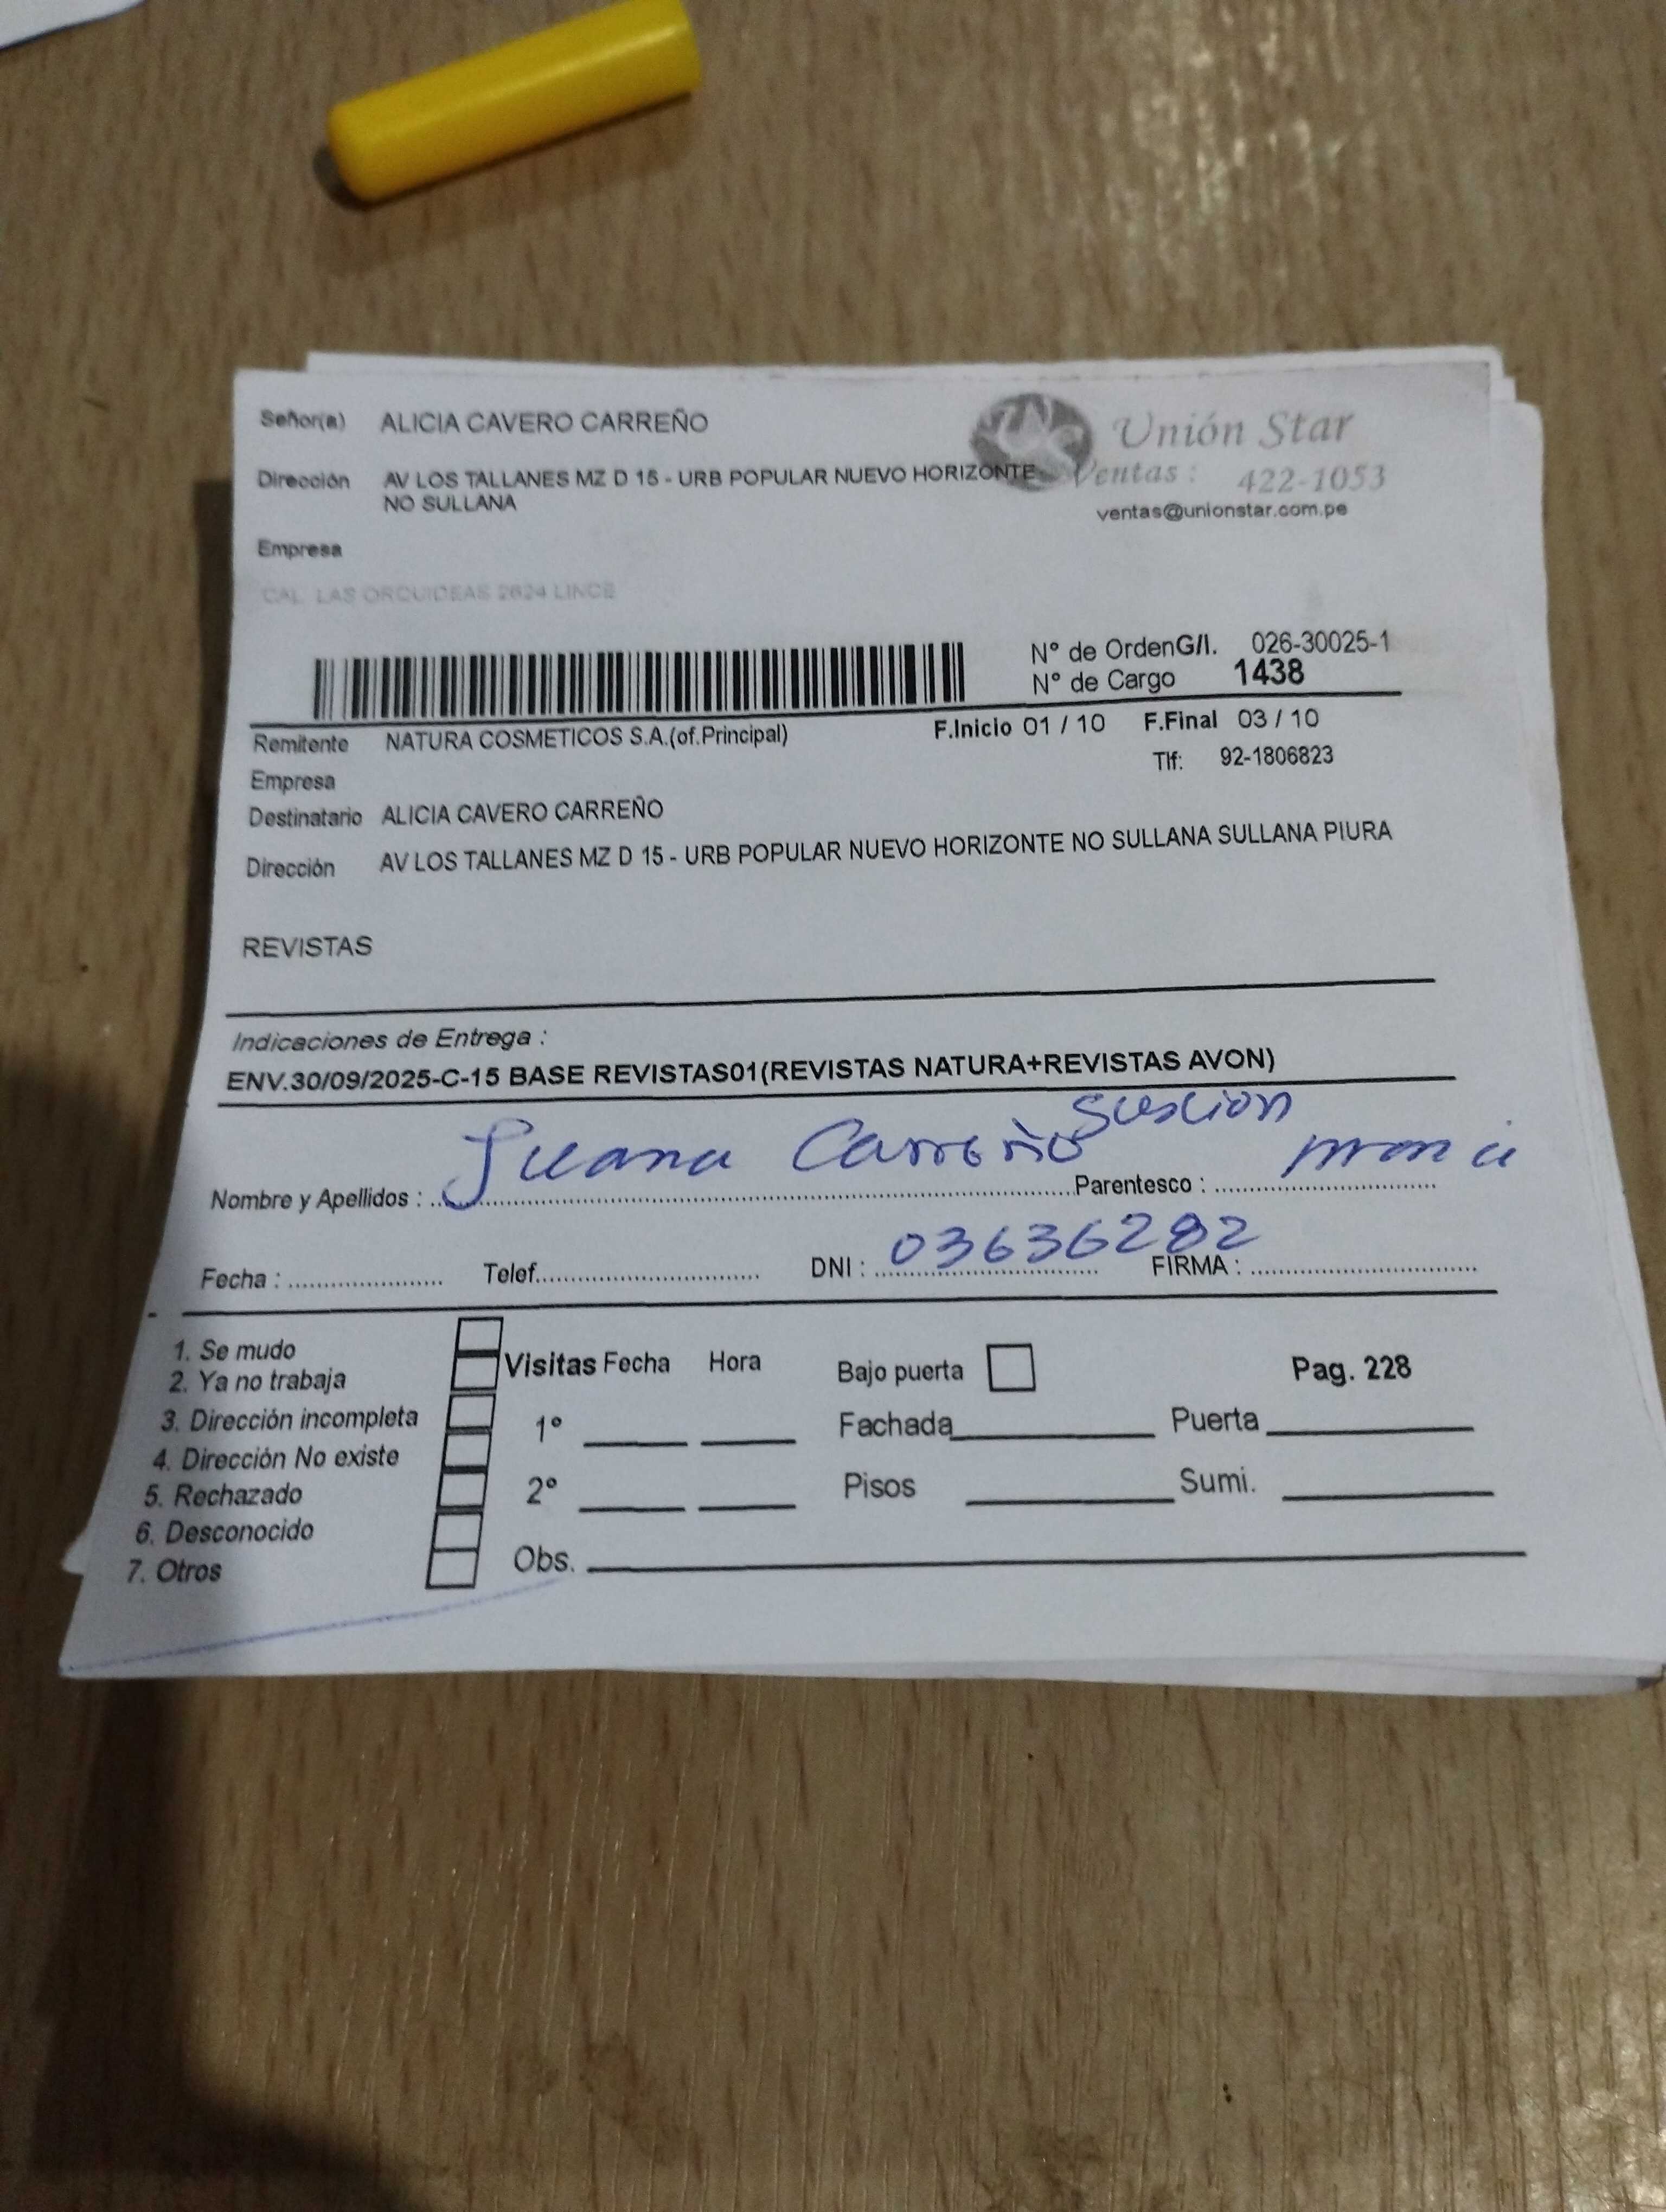 Señor(a) ALICIA CAVERO CARREÑO
Unión Star
Dirección AV LOS TALLANES MZ D 15 - URB POPULAR NUEVO HORIZONTE
NO SULLANA
Ventas : 422-1053
ventas@unionstar.com.pe
Empresa
CAL. LAS ORQUIDEAS 2624 LINCE
N° de OrdenG/I. 026-30025-1
N° de Cargo 1438
Remitente NATURA COSMETICOS S.A.(of.Principal) F.Inicio 01 / 10 F.Final 03 / 10
Empresa Tlf: 92-1806823
Destinatario ALICIA CAVERO CARREÑO
Dirección AV LOS TALLANES MZ D 15 - URB POPULAR NUEVO HORIZONTE NO SULLANA SULLANA PIURA
REVISTAS
Indicaciones de Entrega :
ENV.30/09/2025-C-15 BASE REVISTAS01(REVISTAS NATURA+REVISTAS AVON)
Nombre y Apellidos : Juana Carreño Parentesco :
Fecha : Telef. DNI : 03636282 FIRMA :
1. Se mudo
2. Ya no trabaja
3. Dirección incompleta
4. Dirección No existe
5. Rechazado
6. Desconocido
7. Otros
Visitas Fecha Hora
1°
2°
Obs.
Bajo puerta Pag. 228
Fachada Puerta
Pisos Sumi.